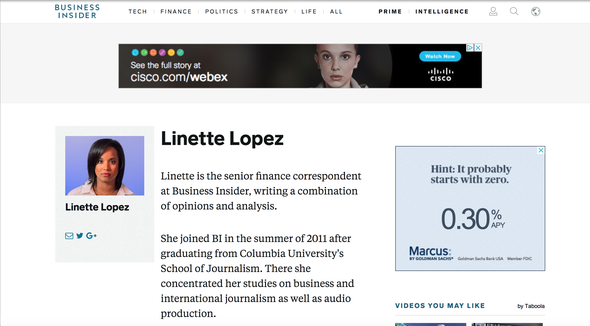 BUSINESS
INSIDER
TECH | FINANCE | POLITICS | STRATEGY | LIFE | ALL
PRIME | INTELLIGENCE
See the full story at
cisco.com/webex
Watch Now
CISCO
Linette Lopez
Linette Lopez
Linette is the senior finance correspondent
at Business Insider, writing a combination
of opinions and analysis.
She joined BI in the summer of 2011 after
graduating from Columbia University's
School of Journalism. There she
concentrated her studies on business and
international journalism as well as audio
production.
Hint: It probably
starts with zero.
0.30% APY
Marcus:
BY GOLDMAN SACHS® Goldman Sachs Bank USA Member FDIC
VIDEOS YOU MAY LIKE
by Taboola